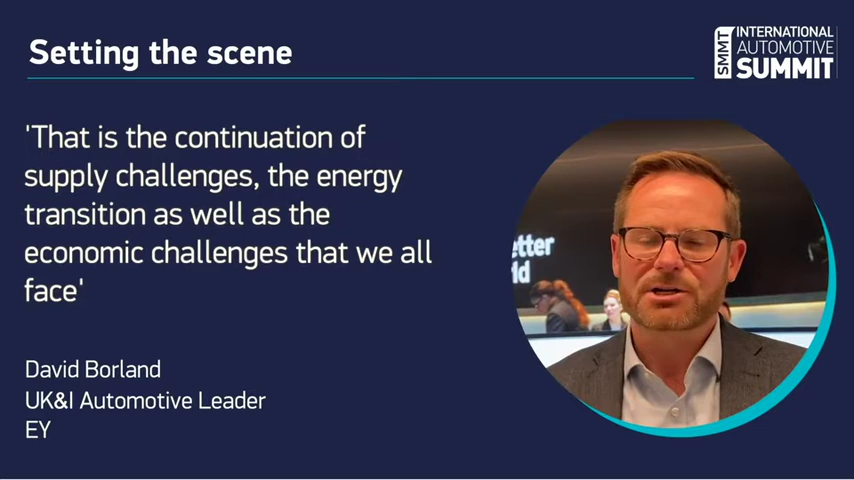 Setting the scene
SMMT
INTERNATIONAL
AUTOMOTIVE
SUMMIT
'That is the continuation of
supply challenges, the energy
transition as well as the
economic challenges that we all
face'
David Borland
UK&I Automotive Leader
EY